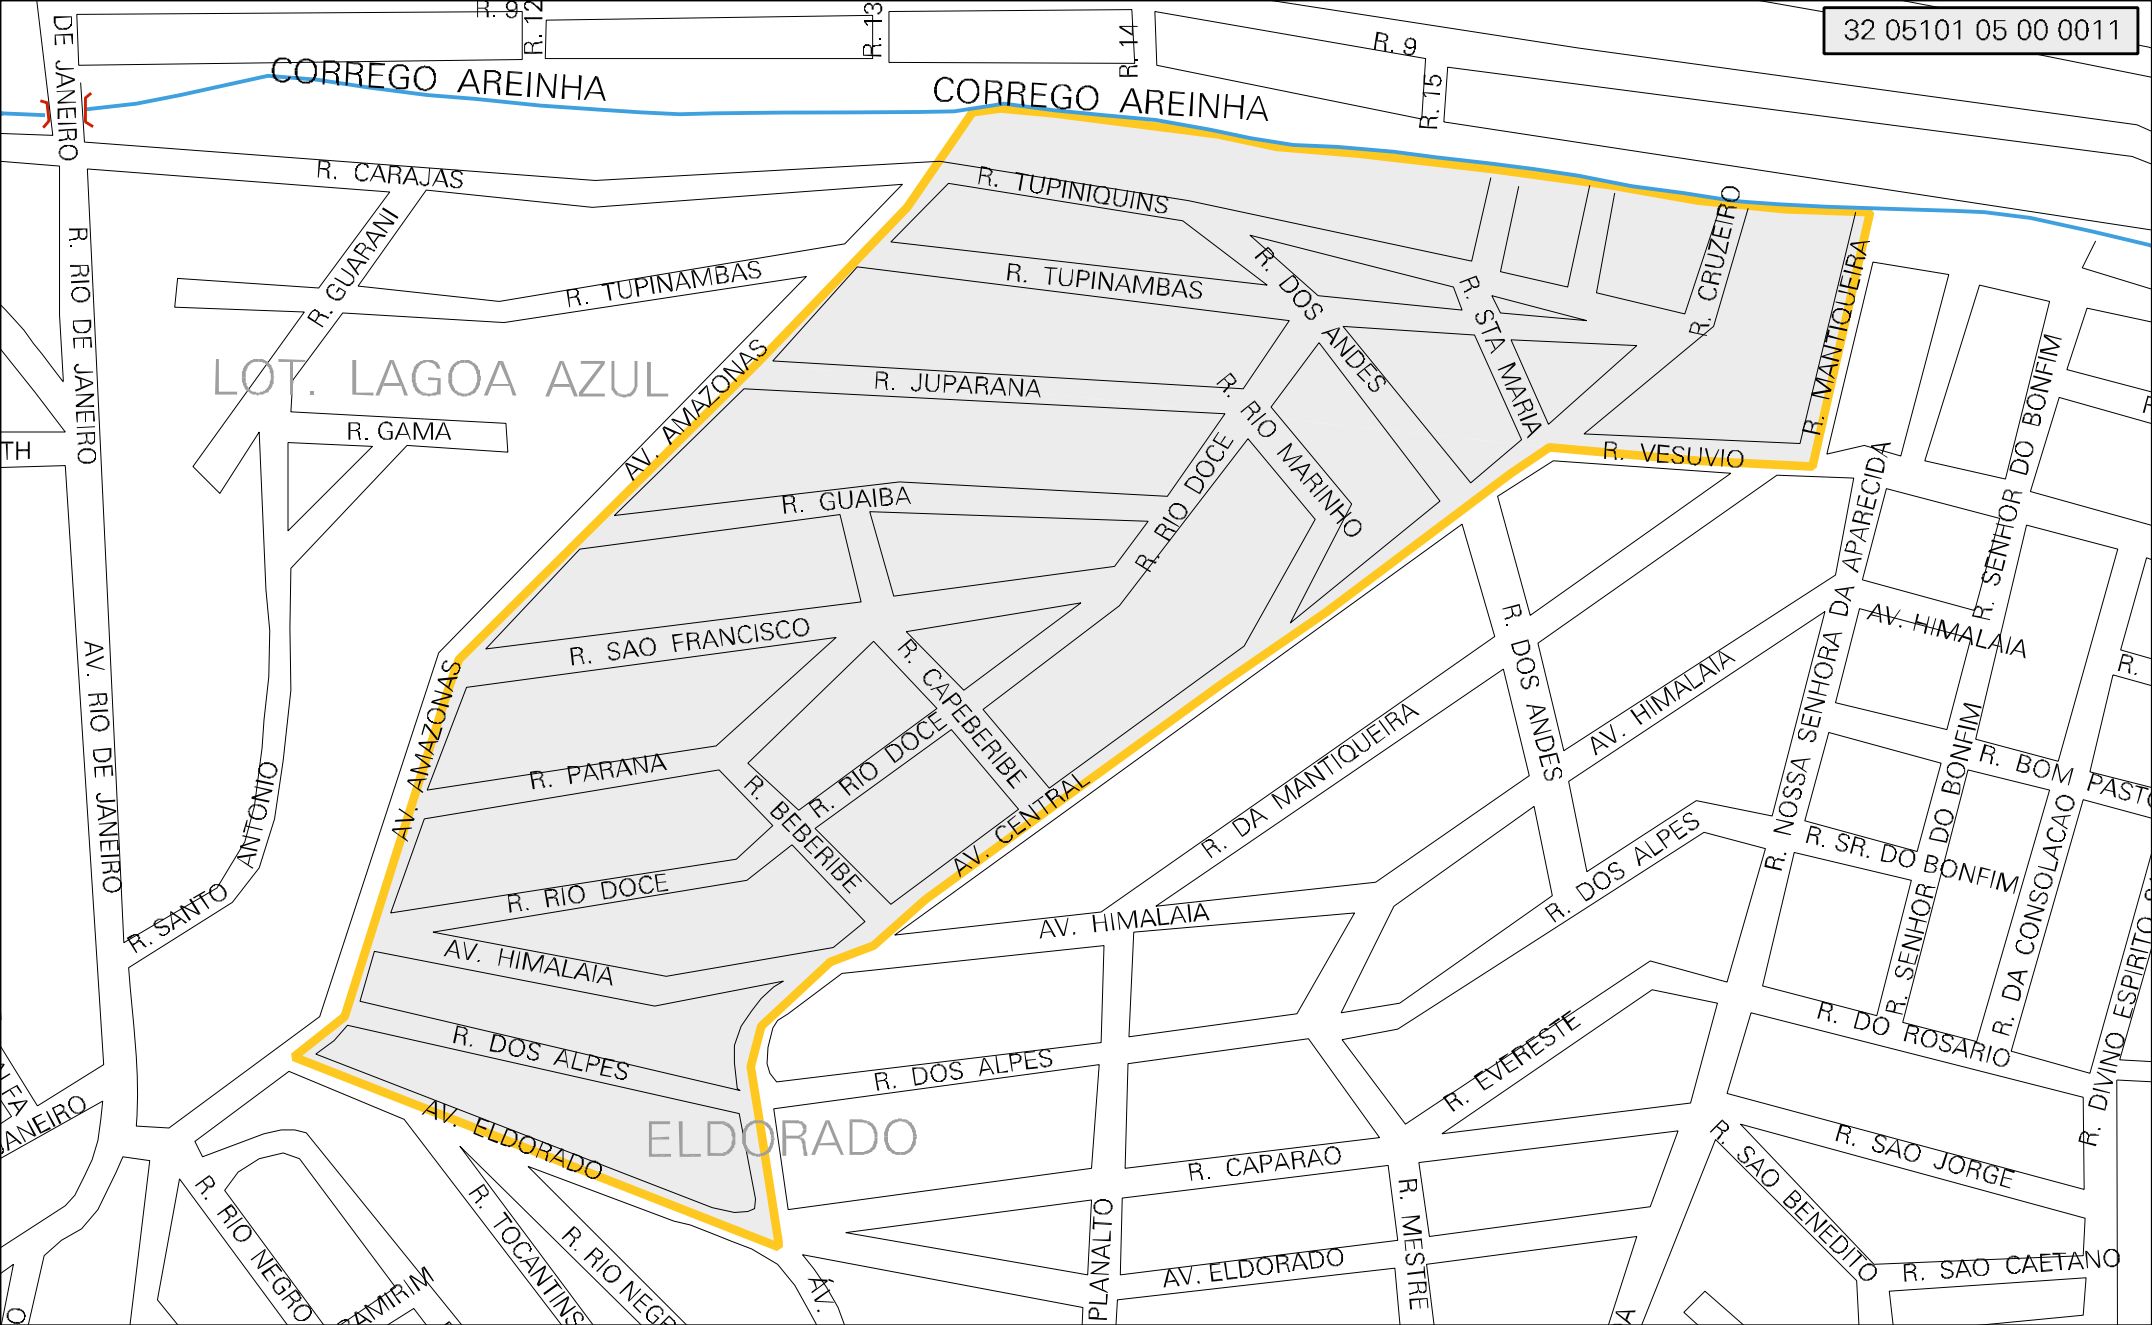 R. 9
R. 12
R. 13
R. 14
R. 9
R. 15
32 05101 05 00 0011
DE JANEIRO
CORREGO AREINHA
CORREGO AREINHA
R. CARAJAS
R. TUPINIQUINS
R. GUARANI
R. RIO DE JANEIRO
R. TUPINAMBAS
R. TUPINAMBAS
R. DOS ANDES
R. STA MARIA
R. CRUZEIRO
R. MANTIQUEIRA
LOT. LAGOA AZUL
AV. AMAZONAS
R. JUPARANA
R. RIO MARINHO
R. GAMA
TH
R. VESUVIO
R. GUAIBA
R. RIO DOCE
R. SENHOR DO BONFIM
R. NOSSA SENHORA DA APARECIDA
AV. RIO DE JANEIRO
R. SAO FRANCISCO
R. CAPEBERIBE
R. DOS ANDES
AV. HIMALAIA
AV. HIMALAIA
R.
AV. AMAZONAS
R. PARANA
R. BEBERIBE
R. RIO DOCE
AV. CENTRAL
R. DA MANTIQUEIRA
R. BOM PASTO
R. SANTO ANTONIO
R. RIO DOCE
R. DOS ALPES
R. SR. DO BONFIM
R. SENHOR DO BONFIM
R. DA CONSOLACAO
AV. HIMALAIA
AV. HIMALAIA
R. DOS ALPES
R. DOS ALPES
R. EVERESTE
R. DO ROSARIO
R. DIVINO ESPIRITO S
LFA
JANEIRO
AV. ELDORADO
ELDORADO
R. CAPARAO
R. SAO JORGE
R. SAO BENEDITO
R. SAO CAETANO
R. RIO NEGRO
R. TOCANTINS
R. RIO NEGR
AV.
PLANALTO
AV. ELDORADO
R. MESTRE
CAMIRIM
O
A